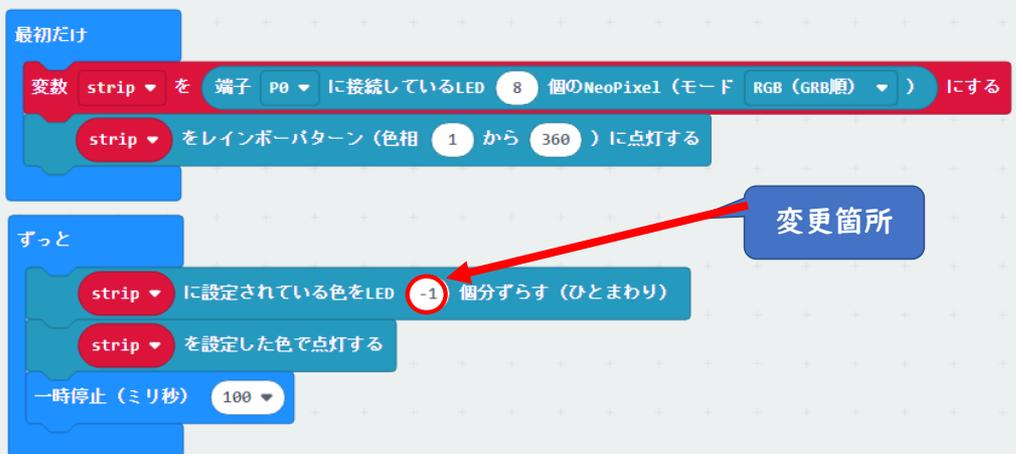 最初だけ
変数 strip を 端子 P0 に接続しているLED 8 個のNeoPixel（モード RGB（GRB順） ） にする
strip をレインボーパターン（色相 1 から 360 ）に点灯する
変更箇所
ずっと
strip に設定されている色をLED -1 個分ずらす（ひとまわり）
strip を設定した色で点灯する
一時停止（ミリ秒） 100